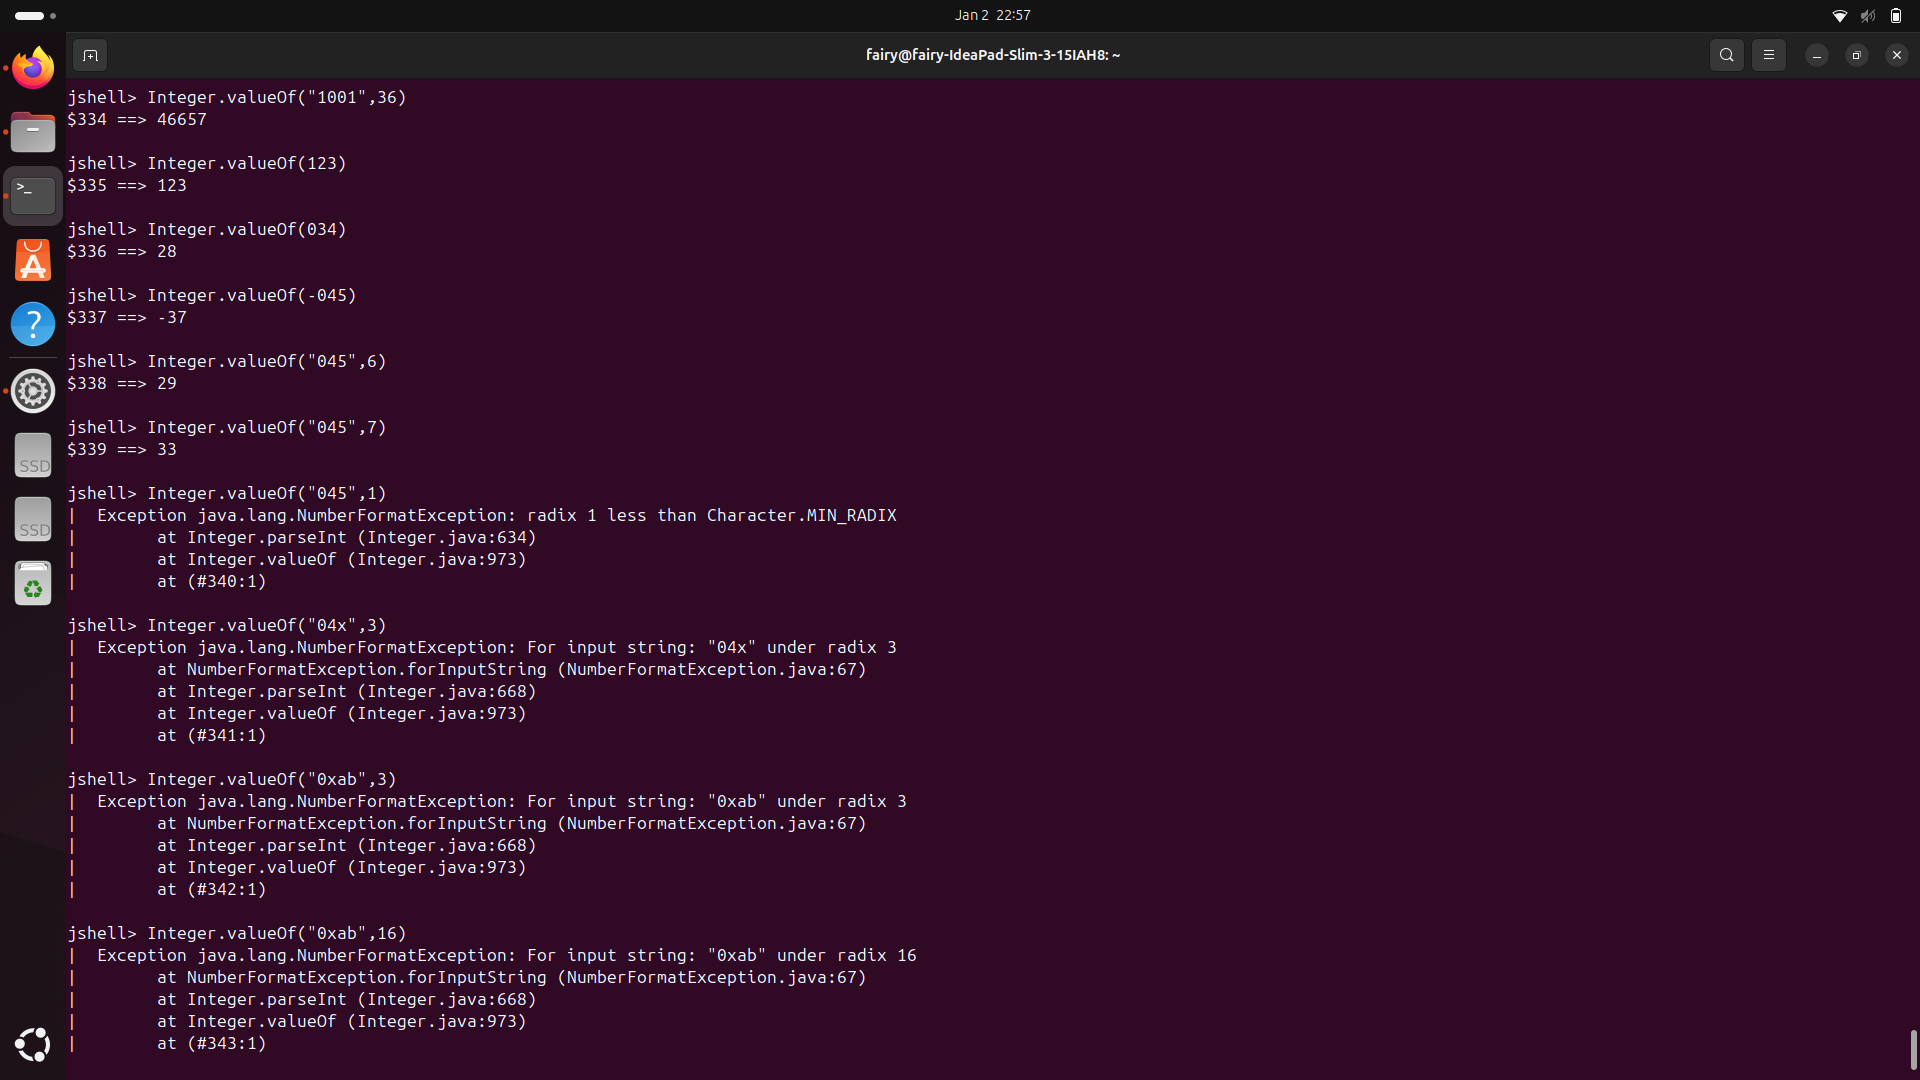 Jan 2 22:57
fairy@fairy-IdeaPad-Slim-3-15IAH8: ~
jshell> Integer.valueOf("1001",36)
$334 ==> 46657
jshell> Integer.valueOf(123)
$335 ==> 123
jshell> Integer.valueOf(034)
$336 ==> 28
jshell> Integer.valueOf(-045)
$337 ==> -37
jshell> Integer.valueOf("045",6)
$338 ==> 29
jshell> Integer.valueOf("045",7)
$339 ==> 33
jshell> Integer.valueOf("045",1)
|  Exception java.lang.NumberFormatException: radix 1 less than Character.MIN_RADIX
|        at Integer.parseInt (Integer.java:634)
|        at Integer.valueOf (Integer.java:973)
|        at (#340:1)
jshell> Integer.valueOf("04x",3)
|  Exception java.lang.NumberFormatException: For input string: "04x" under radix 3
|        at NumberFormatException.forInputString (NumberFormatException.java:67)
|        at Integer.parseInt (Integer.java:668)
|        at Integer.valueOf (Integer.java:973)
|        at (#341:1)
jshell> Integer.valueOf("0xab",3)
|  Exception java.lang.NumberFormatException: For input string: "0xab" under radix 3
|        at NumberFormatException.forInputString (NumberFormatException.java:67)
|        at Integer.parseInt (Integer.java:668)
|        at Integer.valueOf (Integer.java:973)
|        at (#342:1)
jshell> Integer.valueOf("0xab",16)
|  Exception java.lang.NumberFormatException: For input string: "0xab" under radix 16
|        at NumberFormatException.forInputString (NumberFormatException.java:67)
|        at Integer.parseInt (Integer.java:668)
|        at Integer.valueOf (Integer.java:973)
|        at (#343:1)
>_
?
SSD
SSD